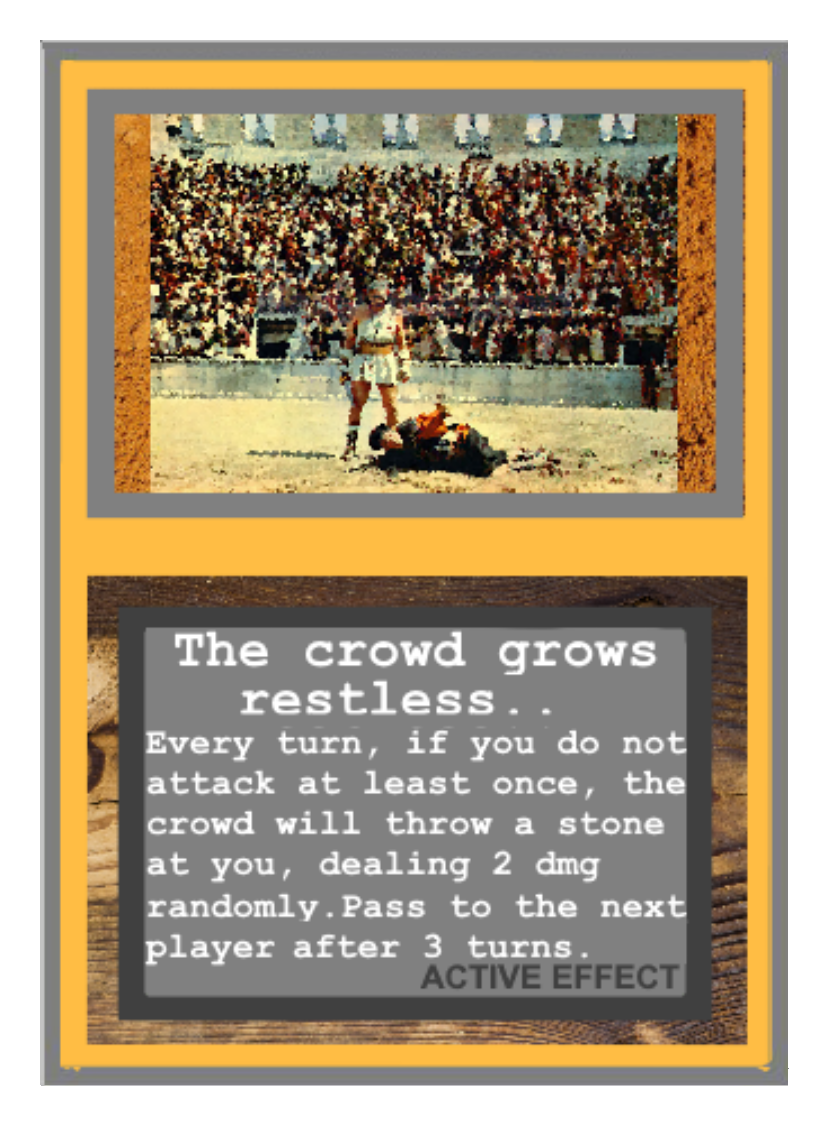 The crowd grows
restless..
Every turn, if you do not
attack at least once, the
crowd will throw a stone
at you, dealing 2 dmg
randomly.Pass to the next
player after 3 turns.
ACTIVE EFFECT